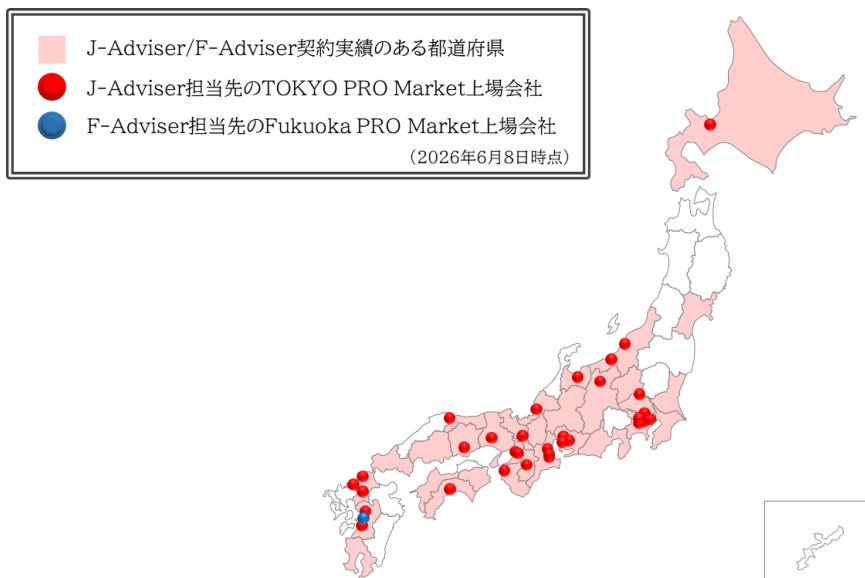 J-Adviser/F-Adviser契約実績のある都道府県
J-Adviser担当先のTOKYO PRO Market上場会社
F-Adviser担当先のFukuoka PRO Market上場会社
（2026年6月8日時点）